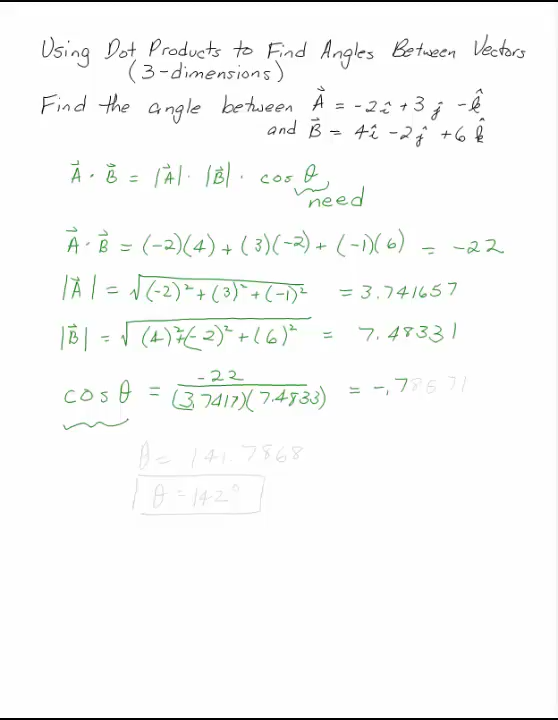 Using Dot Products to Find Angles Between Vectors
(3-dimensions)
Find the angle between A⃗ = -2î + 3ĵ - k̂
and B⃗ = 4î - 2ĵ + 6k̂
A⃗ · B⃗ = |A⃗| · |B⃗| · cos θ
need
A⃗ · B⃗ = (-2)(4) + (3)(-2) + (-1)(6) = -22
|A⃗| = √(-2)² + (3)² + (-1)² = 3.741657
|B⃗| = √(4)² + (-2)² + (6)² = 7.48331
cos θ = -22 / (3.7417)(7.4833) = -.78571
θ = 141.7868
θ = 142°